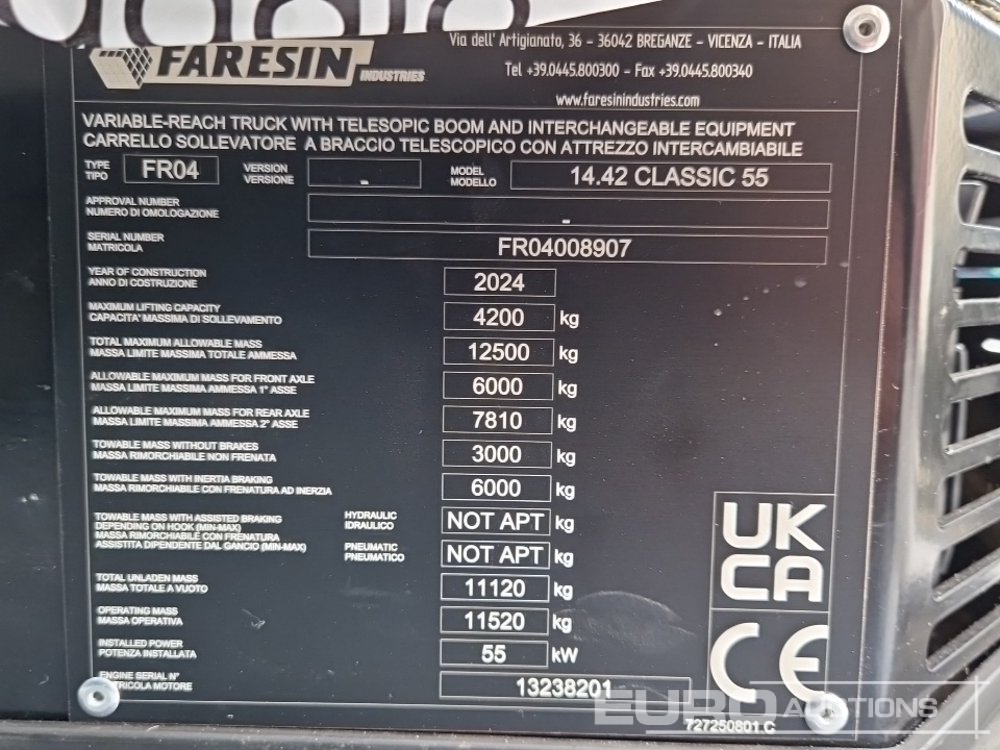 FARESIN
INDUSTRIES
Via dell' Artigianato, 36 - 36042 BREGANZE - VICENZA - ITALIA
Tel +39.0445.800300 - Fax +39.0445.800340
www.faresinindustries.com
VARIABLE-REACH TRUCK WITH TELESOPIC BOOM AND INTERCHANGEABLE EQUIPMENT
CARRELLO SOLLEVATORE A BRACCIO TELESCOPICO CON ATTREZZO INTERCAMBIABILE
TYPE
TIPO
FR04
VERSION
VERSIONE
-
MODEL
MODELLO
14.42 CLASSIC 55
APPROVAL NUMBER
NUMERO DI OMOLOGAZIONE
-
SERIAL NUMBER
MATRICOLA
FR04008907
YEAR OF CONSTRUCTION
ANNO DI COSTRUZIONE
2024
MAXIMUM LIFTING CAPACITY
CAPACITA' MASSIMA DI SOLLEVAMENTO
4200 kg
TOTAL MAXIMUM ALLOWABLE MASS
MASSA LIMITE MASSIMA TOTALE AMMESSA
12500 kg
ALLOWABLE MAXIMUM MASS FOR FRONT AXLE
MASSA LIMITE MASSIMA AMMESSA 1° ASSE
6000 kg
ALLOWABLE MAXIMUM MASS FOR REAR AXLE
MASSA LIMITE MASSIMA AMMESSA 2° ASSE
7810 kg
TOWABLE MASS WITHOUT BRAKES
MASSA RIMORCHIABILE NON FRENATA
3000 kg
TOWABLE MASS WITH INERTIA BRAKING
MASSA RIMORCHIABILE CON FRENATURA AD INERZIA
6000 kg
TOWABLE MASS WITH ASSISTED BRAKING
DEPENDING ON HOOK (MIN-MAX)
MASSA RIMORCHIABILE CON FRENATURA
ASSISTITA DIPENDENTE DAL GANCIO (MIN-MAX)
HYDRAULIC
IDRAULICO
NOT APT kg
PNEUMATIC
PNEUMATICO
NOT APT kg
TOTAL UNLADEN MASS
MASSA TOTALE A VUOTO
11120 kg
OPERATING MASS
MASSA OPERATIVA
11520 kg
INSTALLED POWER
POTENZA INSTALLATA
55 kW
ENGINE SERIAL N°
TRICOLA MOTORE
13238201
UK
CA
CE
727250801.C
EURO AUCTIONS